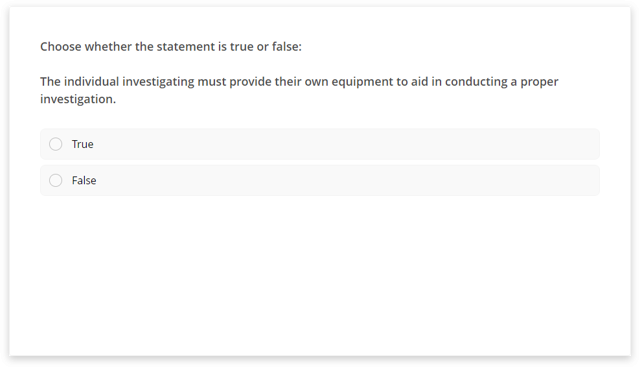 Choose whether the statement is true or false:
The individual investigating must provide their own equipment to aid in conducting a proper
investigation.
True
False